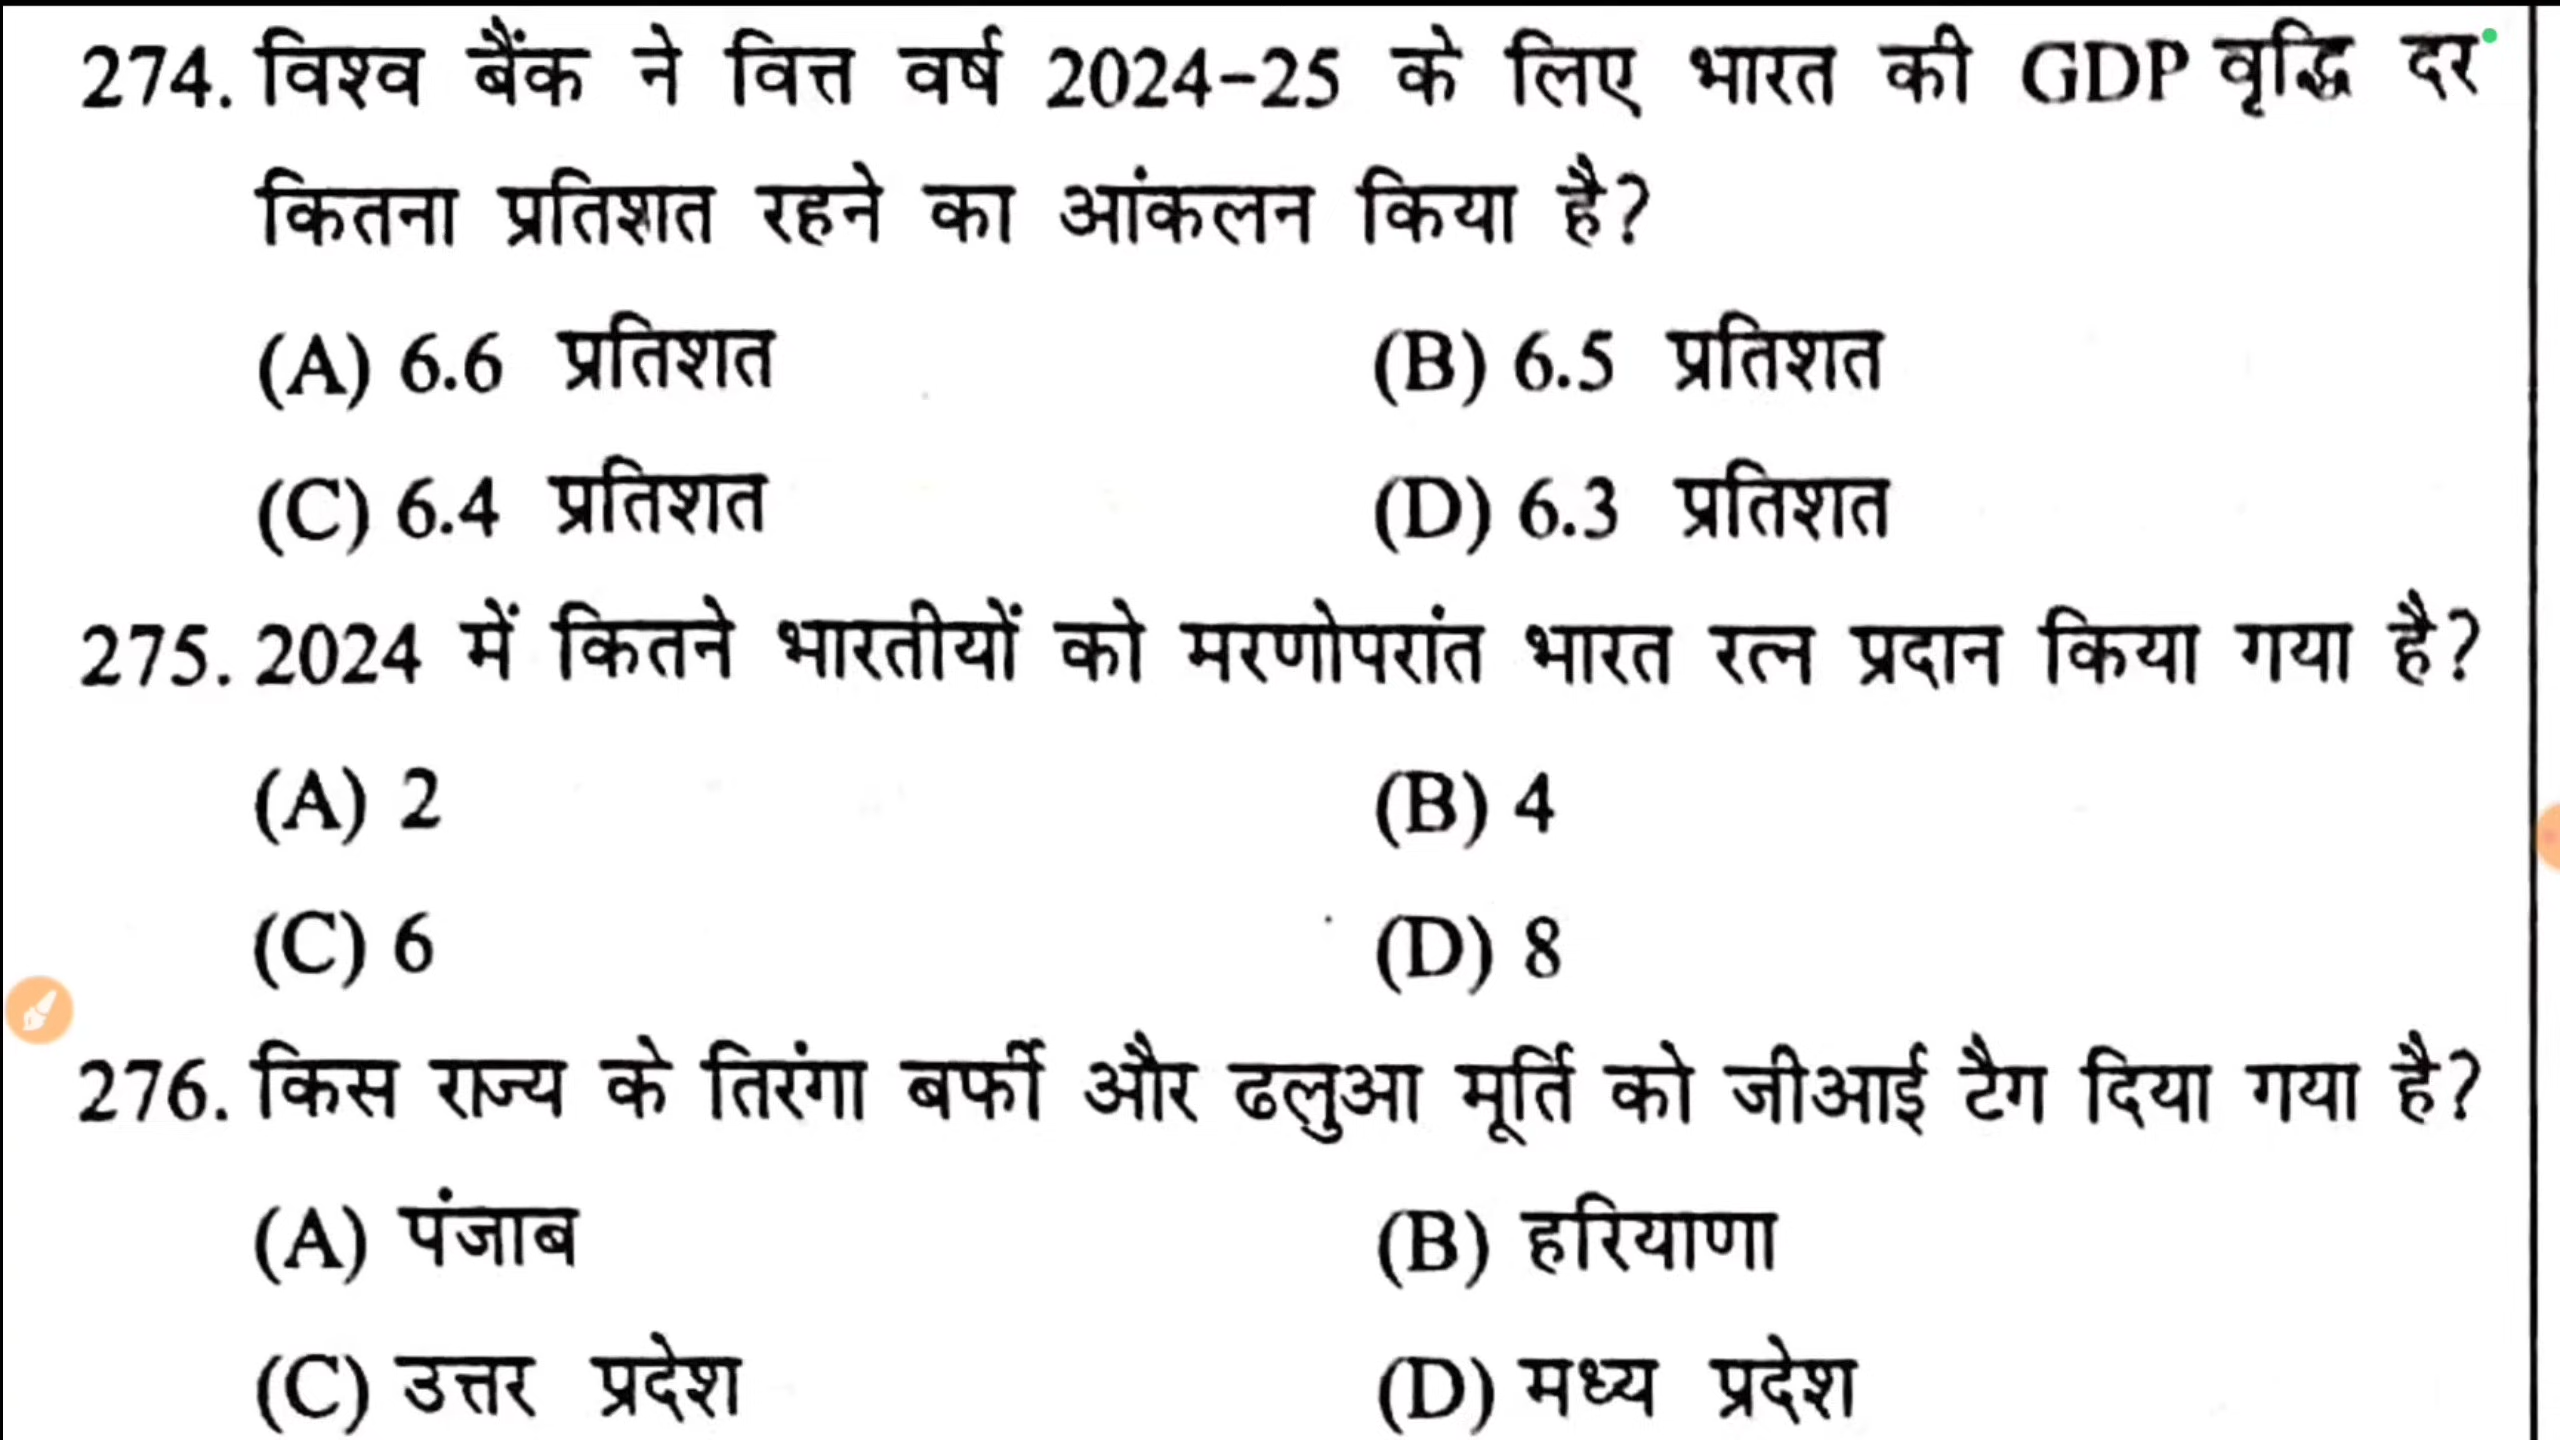 274. विश्व बैंक ने वित्त वर्ष 2024-25 के लिए भारत की GDP वृद्धि दर
कितना प्रतिशत रहने का आंकलन किया है?
(A) 6.6 प्रतिशत (B) 6.5 प्रतिशत
(C) 6.4 प्रतिशत (D) 6.3 प्रतिशत
275. 2024 में कितने भारतीयों को मरणोपरांत भारत रत्न प्रदान किया गया है?
(A) 2 (B) 4
(C) 6 (D) 8
276. किस राज्य के तिरंगा बर्फी और ढलुआ मूर्ति को जीआई टैग दिया गया है?
(A) पंजाब (B) हरियाणा
(C) उत्तर प्रदेश (D) मध्य प्रदेश